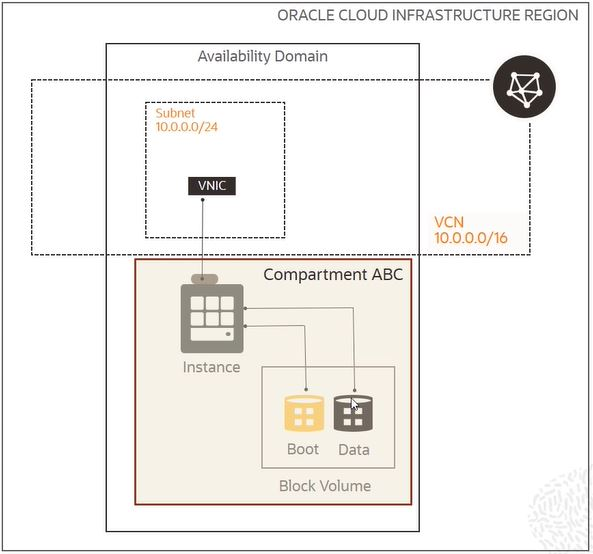 ORACLE CLOUD INFRASTRUCTURE REGION
Availability Domain
Subnet
10.0.0.0/24
VNIC
VCN
10.0.0.0/16
Compartment ABC
Instance
Boot
Data
Block Volume